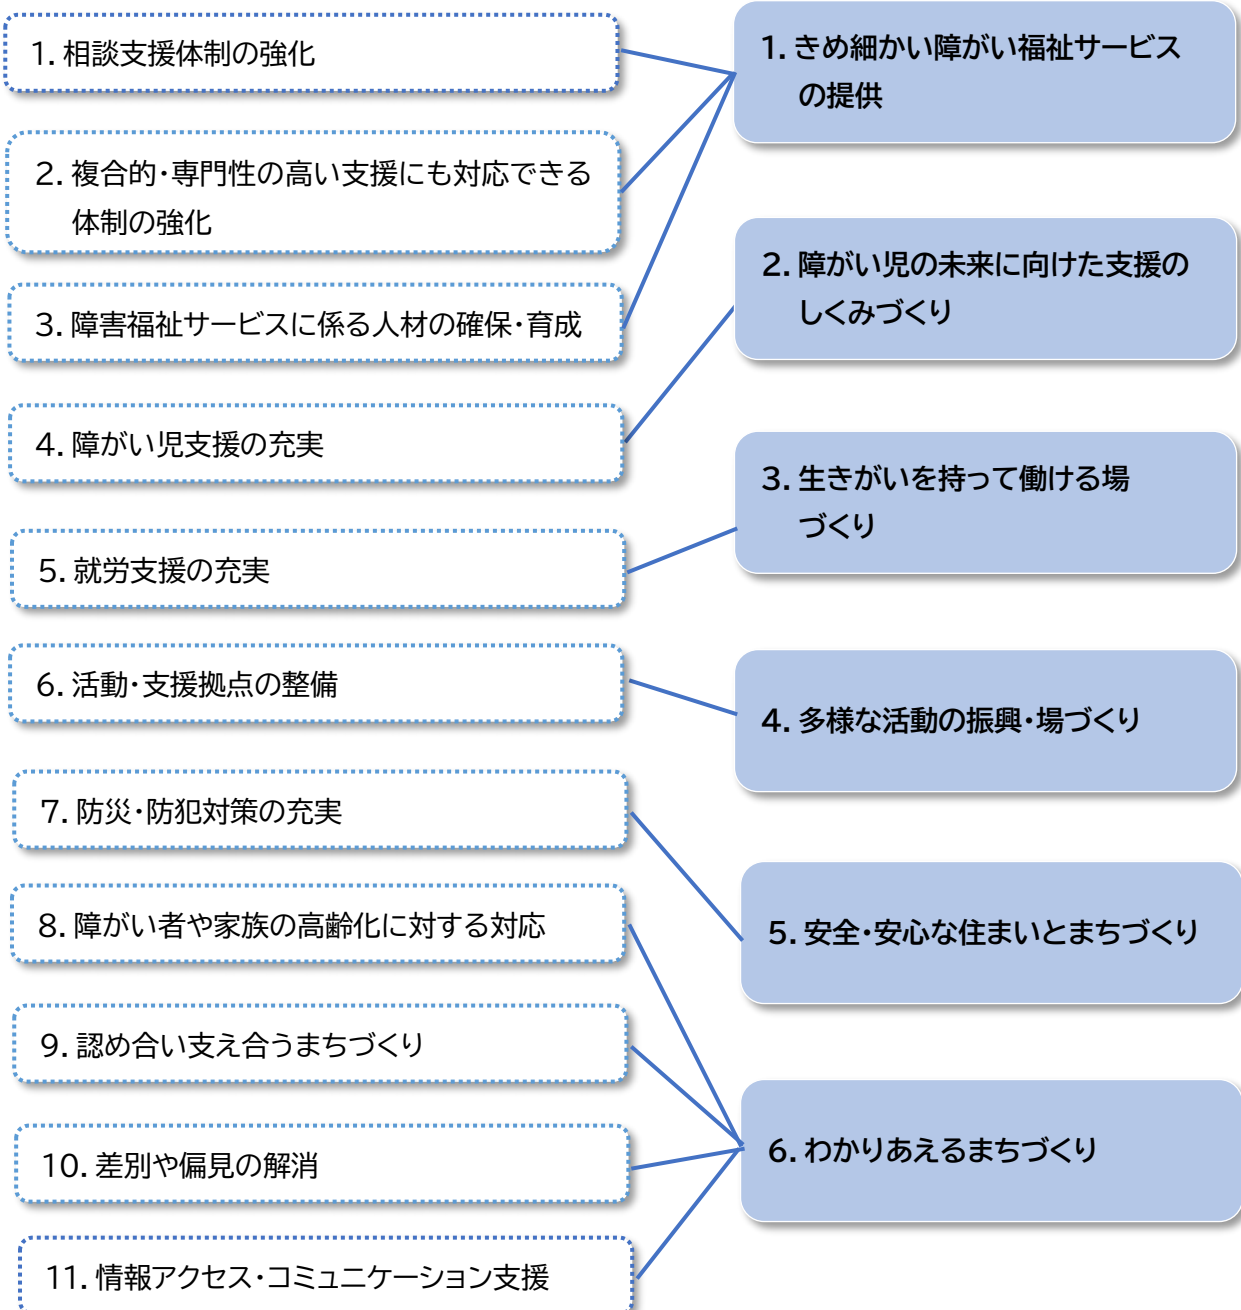 1. 相談支援体制の強化
2. 複合的・専門性の高い支援にも対応できる
体制の強化
3. 障害福祉サービスに係る人材の確保・育成
4. 障がい児支援の充実
5. 就労支援の充実
6. 活動・支援拠点の整備
7. 防災・防犯対策の充実
8. 障がい者や家族の高齢化に対する対応
9. 認め合い支え合うまちづくり
10. 差別や偏見の解消
11. 情報アクセス・コミュニケーション支援
1. きめ細かい障がい福祉サービス
の提供
2. 障がい児の未来に向けた支援の
しくみづくり
3. 生きがいを持って働ける場
づくり
4. 多様な活動の振興・場づくり
5. 安全・安心な住まいとまちづくり
6. わかりあえるまちづくり